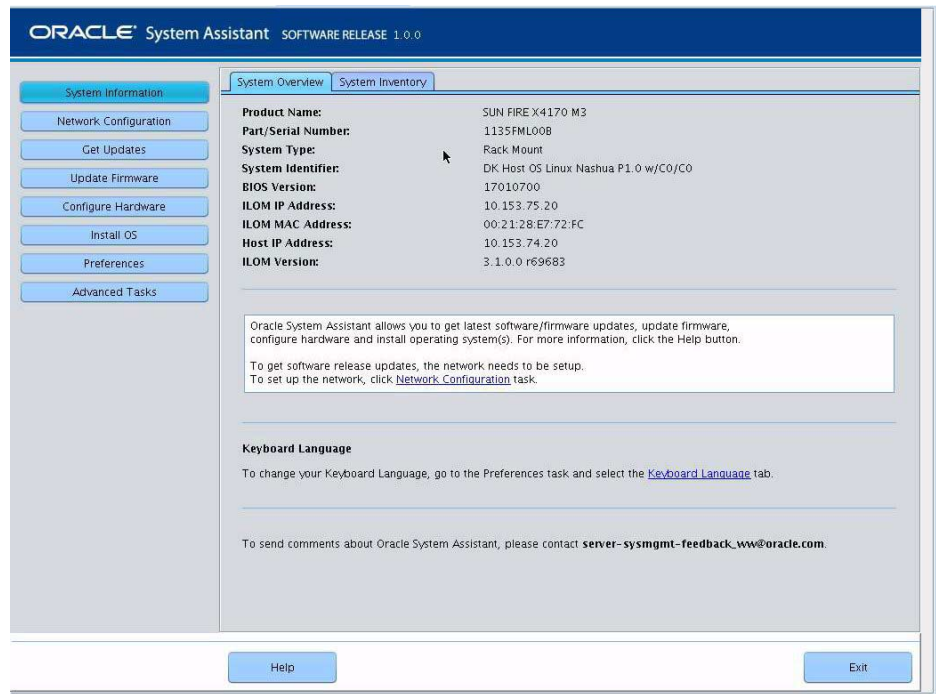 ORACLE System Assistant SOFTWARE RELEASE 1.0.0
System Information
Network Configuration
Get Updates
Update Firmware
Configure Hardware
Install OS
Preferences
Advanced Tasks
System Overview System Inventory
Product Name: SUN FIRE X4170 M3
Part/Serial Number: 1135FML00B
System Type: Rack Mount
System Identifier: DK Host OS Linux Nashua P1.0 w/C0/C0
BIOS Version: 17010700
ILOM IP Address: 10.153.75.20
ILOM MAC Address: 00:21:28:E7:72:FC
Host IP Address: 10.153.74.20
ILOM Version: 3.1.0.0 r69683
Oracle System Assistant allows you to get latest software/firmware updates, update firmware,
configure hardware and install operating system(s). For more information, click the Help button.
To get software release updates, the network needs to be setup.
To set up the network, click Network Configuration task.
Keyboard Language
To change your Keyboard Language, go to the Preferences task and select the Keyboard Language tab.
To send comments about Oracle System Assistant, please contact server-sysmgmt-feedback_ww@oracle.com.
Help Exit